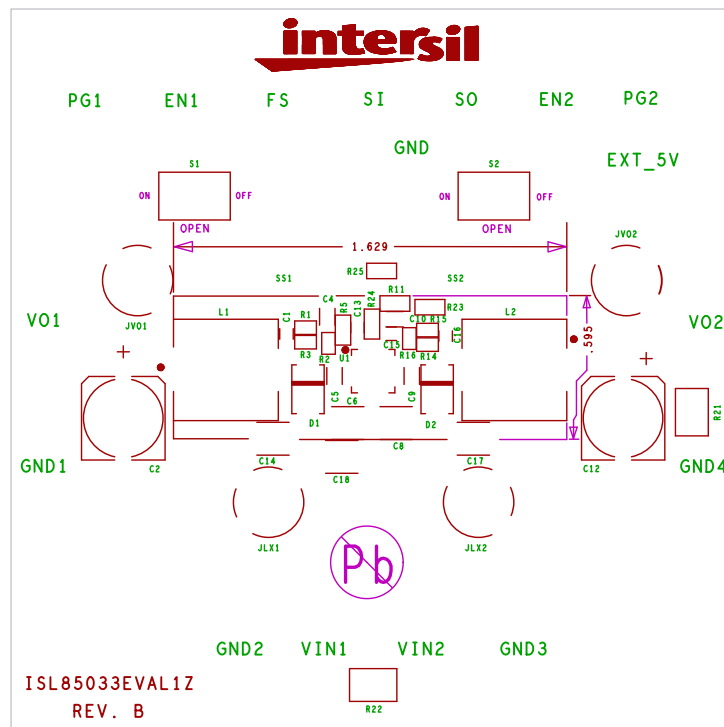 intersil
PG1 EN1 FS SI SO EN2 PG2
GND
EXT_5V
S1 S2
ON OFF ON OFF
OPEN OPEN
1.629
JVO2
R25
SS1 SS2
R11
R24
R23
C4
C13
R5
L1 C1 R1 C10 R15 L2
VO1 VO2
JVO1
C16
.595
R3 R2 U1 C15 R16 R14
+ +
C5 C6 C9
R21
D1 D2
C8
GND1 C2 C14 C18 C17 C12 GND4
JLX1 JLX2
Pb
GND2 VIN1 VIN2 GND3
ISL85033EVAL1Z
REV. B
R22